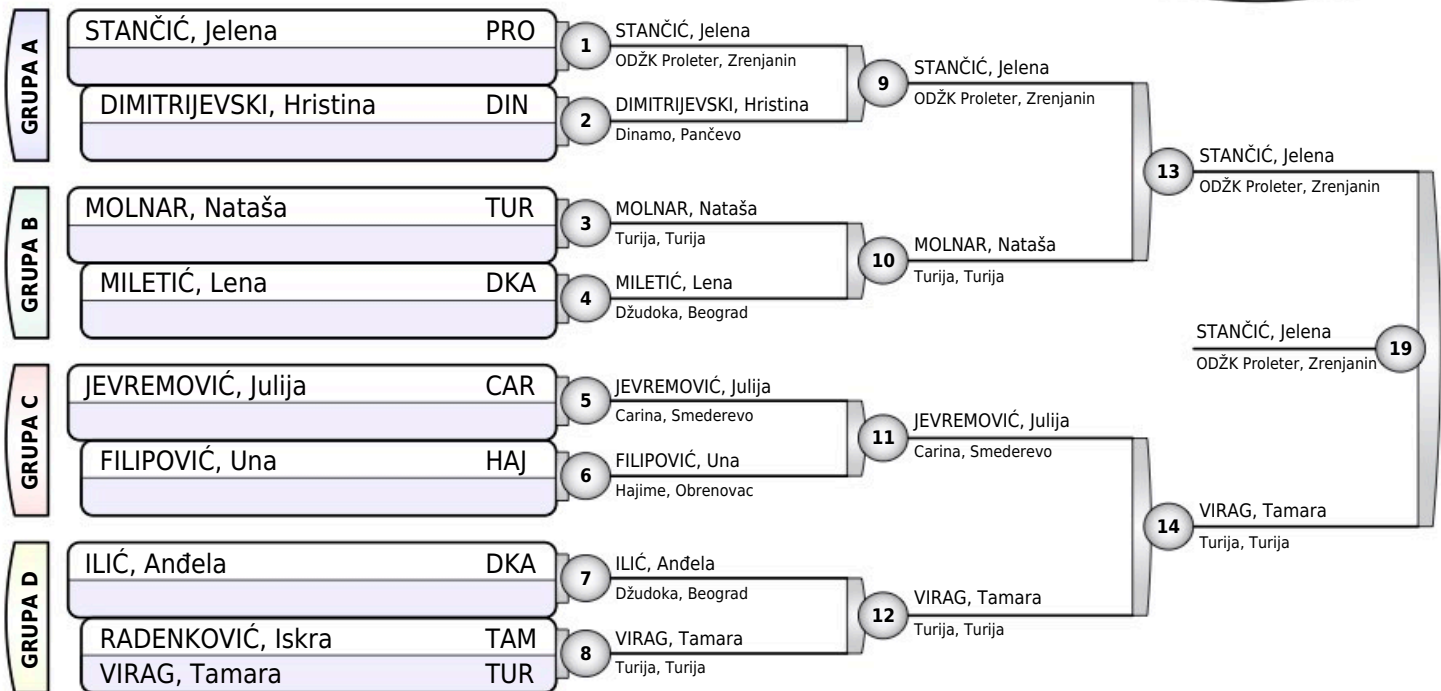 GRUPA A
STANČIĆ, Jelena PRO
DIMITRIJEVSKI, Hristina DIN
GRUPA B
MOLNAR, Nataša TUR
MILETIĆ, Lena DKA
GRUPA C
JEVREMOVIĆ, Julija CAR
FILIPOVIĆ, Una HAJ
GRUPA D
ILIĆ, Anđela DKA
RADENKOVIĆ, Iskra TAM
VIRAG, Tamara TUR
1
STANČIĆ, Jelena
ODŽK Proleter, Zrenjanin
2
DIMITRIJEVSKI, Hristina
Dinamo, Pančevo
3
MOLNAR, Nataša
Turija, Turija
4
MILETIĆ, Lena
Džudoka, Beograd
5
JEVREMOVIĆ, Julija
Carina, Smederevo
6
FILIPOVIĆ, Una
Hajime, Obrenovac
7
ILIĆ, Anđela
Džudoka, Beograd
8
VIRAG, Tamara
Turija, Turija
9
STANČIĆ, Jelena
ODŽK Proleter, Zrenjanin
10
MOLNAR, Nataša
Turija, Turija
11
JEVREMOVIĆ, Julija
Carina, Smederevo
12
VIRAG, Tamara
Turija, Turija
13
STANČIĆ, Jelena
ODŽK Proleter, Zrenjanin
14
VIRAG, Tamara
Turija, Turija
STANČIĆ, Jelena
ODŽK Proleter, Zrenjanin
19